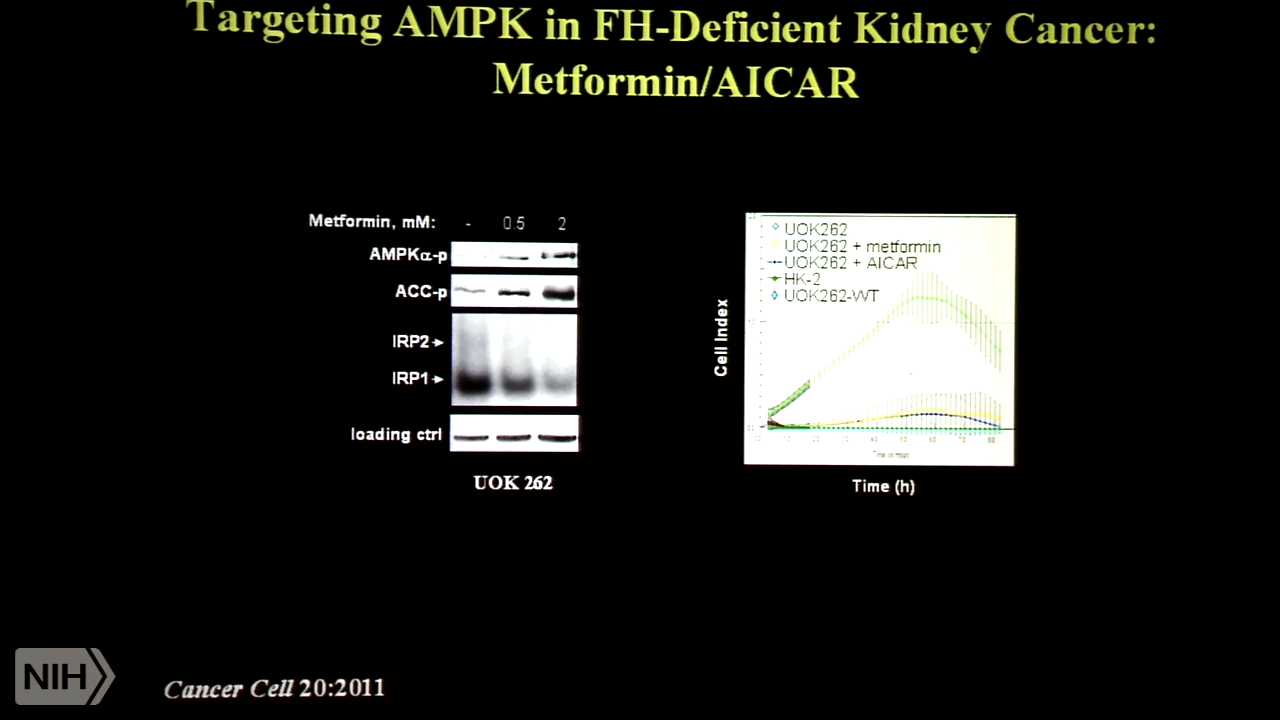 Targeting AMPK in FH-Deficient Kidney Cancer:
Metformin/AICAR
Metformin, mM: - 0.5 2
AMPKα-p
ACC-p
IRP2
IRP1
loading ctrl
UOK 262
UOK262
UOK262 + metformin
UOK262 + AICAR
HK-2
UOK262-WT
Cell Index
Time (h)
NIH
Cancer Cell 20:2011